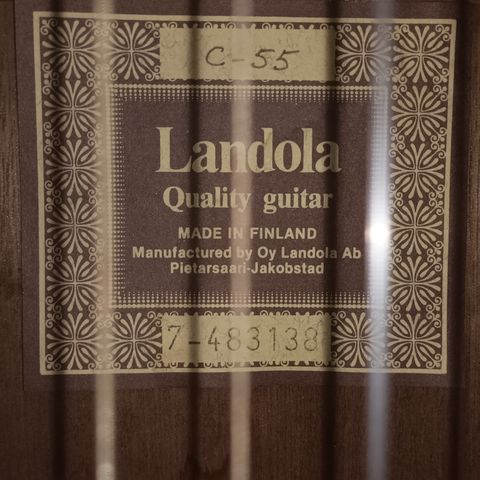 C-55
Landola
Quality guitar
MADE IN FINLAND
Manufactured by Oy Landola Ab
Pietarsaari-Jakobstad
7-483138